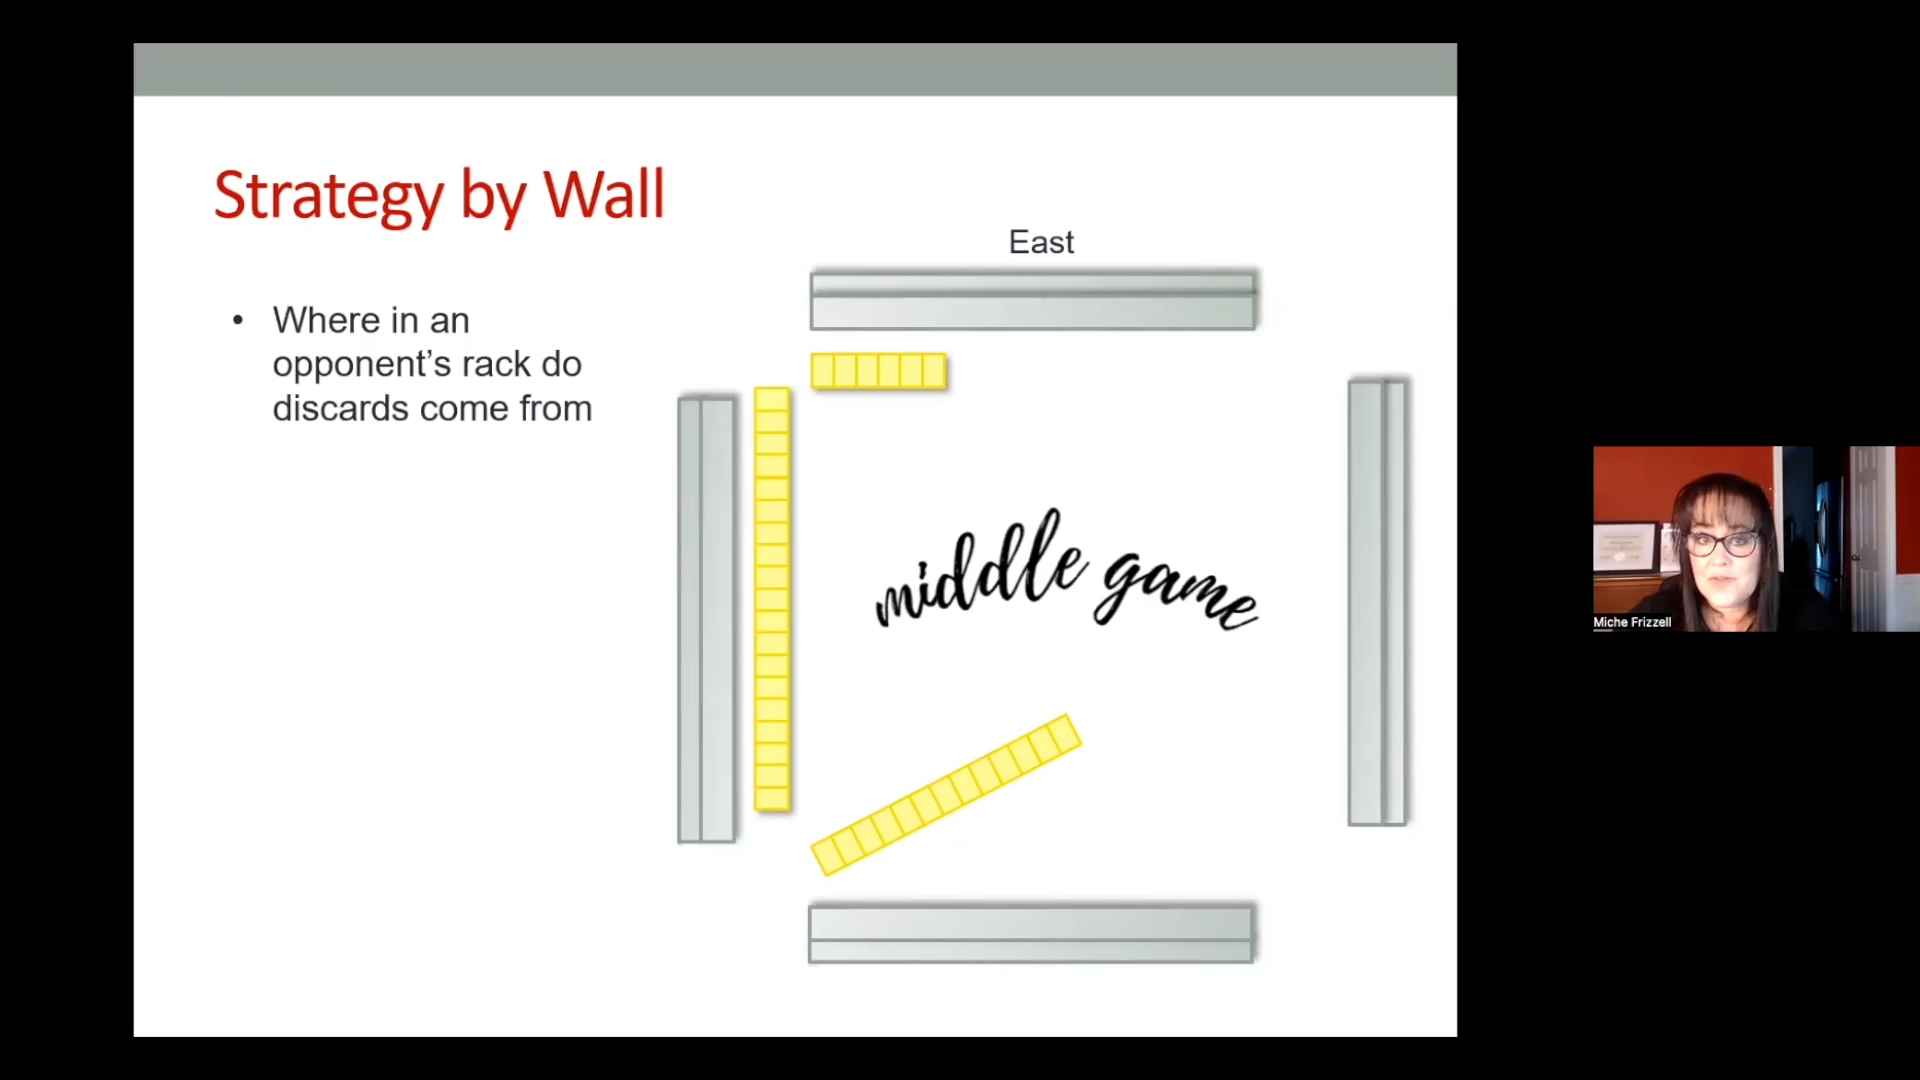 Strategy by Wall
East
• Where in an
opponent’s rack do
discards come from
middle game
Miche Frizzell